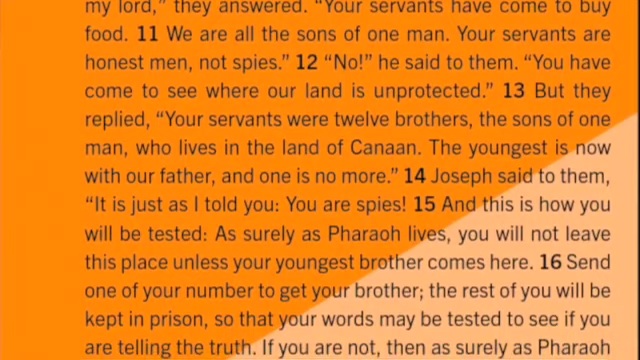 my lord,” they answered. “Your servants have come to buy
food. 11 We are all the sons of one man. Your servants are
honest men, not spies.” 12 “No!” he said to them. “You have
come to see where our land is unprotected.” 13 But they
replied, “Your servants were twelve brothers, the sons of one
man, who lives in the land of Canaan. The youngest is now
with our father, and one is no more.” 14 Joseph said to them,
“It is just as I told you: You are spies! 15 And this is how you
will be tested: As surely as Pharaoh lives, you will not leave
this place unless your youngest brother comes here. 16 Send
one of your number to get your brother; the rest of you will be
kept in prison, so that your words may be tested to see if you
are telling the truth. If you are not, then as surely as Pharaoh